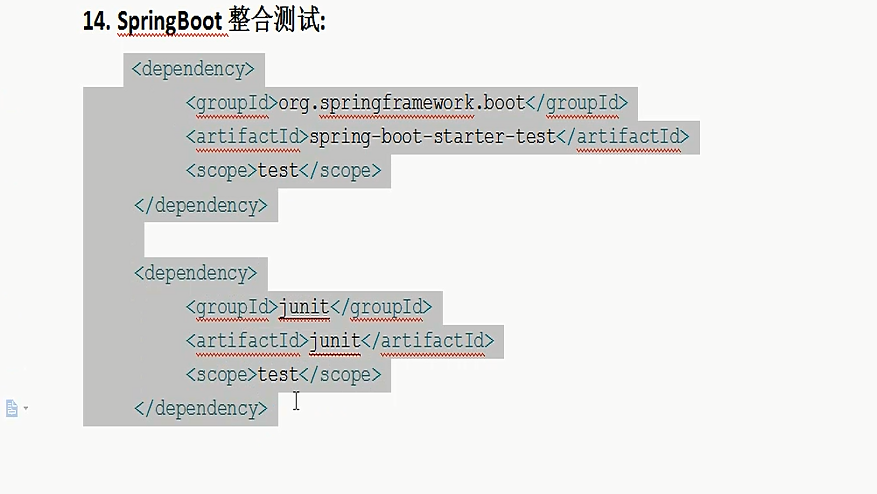 14. SpringBoot 整合测试:
<dependency>
<groupId>org.springframework.boot</groupId>
<artifactId>spring-boot-starter-test</artifactId>
<scope>test</scope>
</dependency>
<dependency>
<groupId>junit</groupId>
<artifactId>junit</artifactId>
<scope>test</scope>
</dependency>